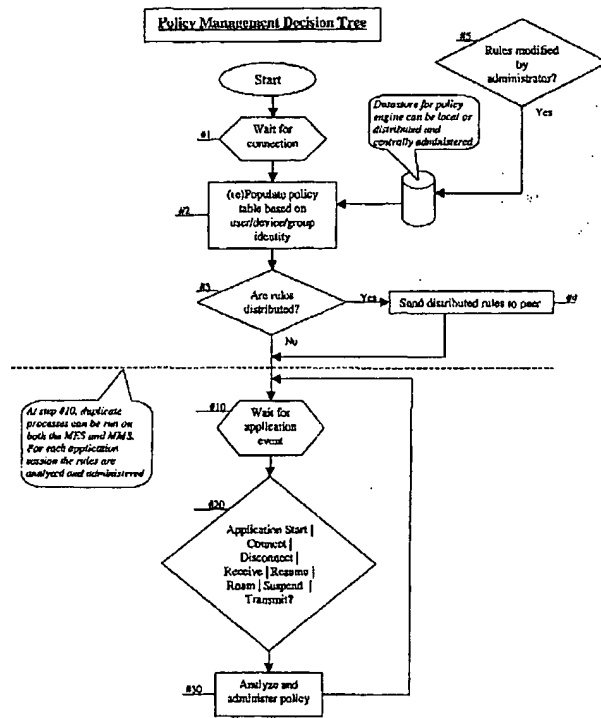 Policy Management Decision Tree
Start
#1
Wait for
connection
#5
Rules modified
by
administrator?
Yes
Datastore for policy
engine can be local or
distributed and
centrally administered
#2
(re)Populate policy
table based on
user/device/group
identity
#3
Are rules
distributed?
Yes
Send distributed rules to peer
#4
No
At step #10, duplicate
processes can be run on
both the MES and MMS.
For each application
session the rules are
analyzed and administered
#10
Wait for
application
event
#20
Application Start |
Connect |
Disconnect |
Receive | Resume |
Roam | Suspend |
Transmit?
#30
Analyze and
administer policy